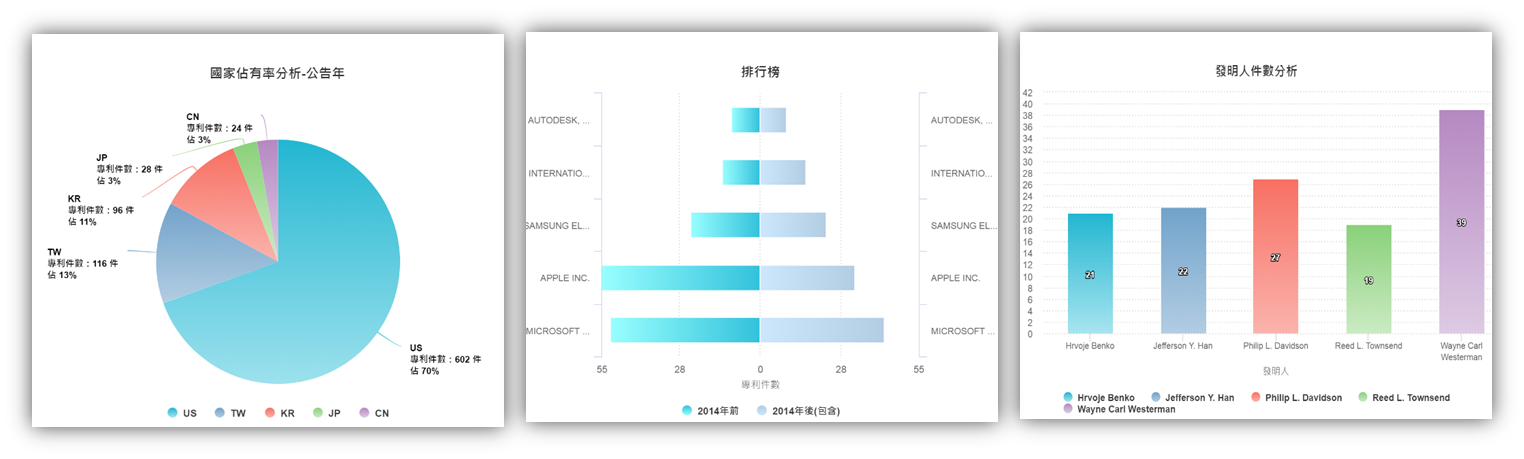 國家佔有率分析-公告年
CN
專利件數：24 件
佔 3%
JP
專利件數：28 件
佔 3%
KR
專利件數：96 件
佔 11%
TW
專利件數：116 件
佔 13%
US
專利件數：602 件
佔 70%
US TW KR JP CN
排行榜
AUTODESK, ... AUTODESK, ...
INTERNATIO... INTERNATIO...
SAMSUNG EL... SAMSUNG EL...
APPLE INC. APPLE INC.
MICROSOFT ... MICROSOFT ...
55 28 0 28 55
專利件數
2014年前 2014年後(包含)
發明人件數分析
42
40
38
36
34
32
30
28
26
24
22
20
18
16
14
12
10
8
6
4
2
0
21
22
27
19
39
Hrvoje Benko Jefferson Y. Han Philip L. Davidson Reed L. Townsend Wayne Carl
Westerman
發明人
Hrvoje Benko Jefferson Y. Han Philip L. Davidson Reed L. Townsend
Wayne Carl Westerman